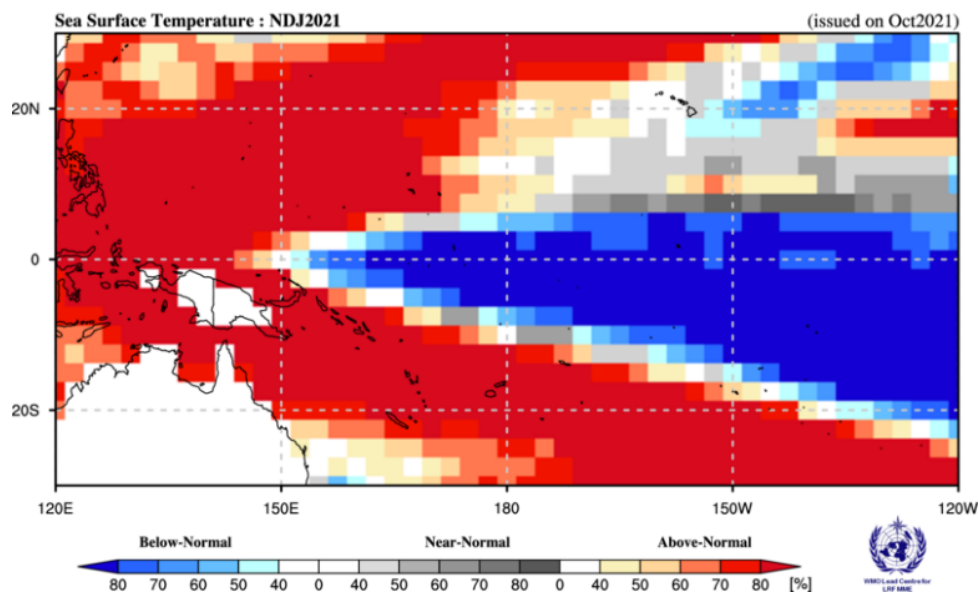 Sea Surface Temperature : NDJ2021 (issued on Oct2021)
20N
0
20S
120E 150E 180 150W 120W
Below-Normal Near-Normal Above-Normal
80 70 60 50 40 0 40 50 60 70 80 0 40 50 60 70 80 [%]
WMO Lead Centre for
LRF MME